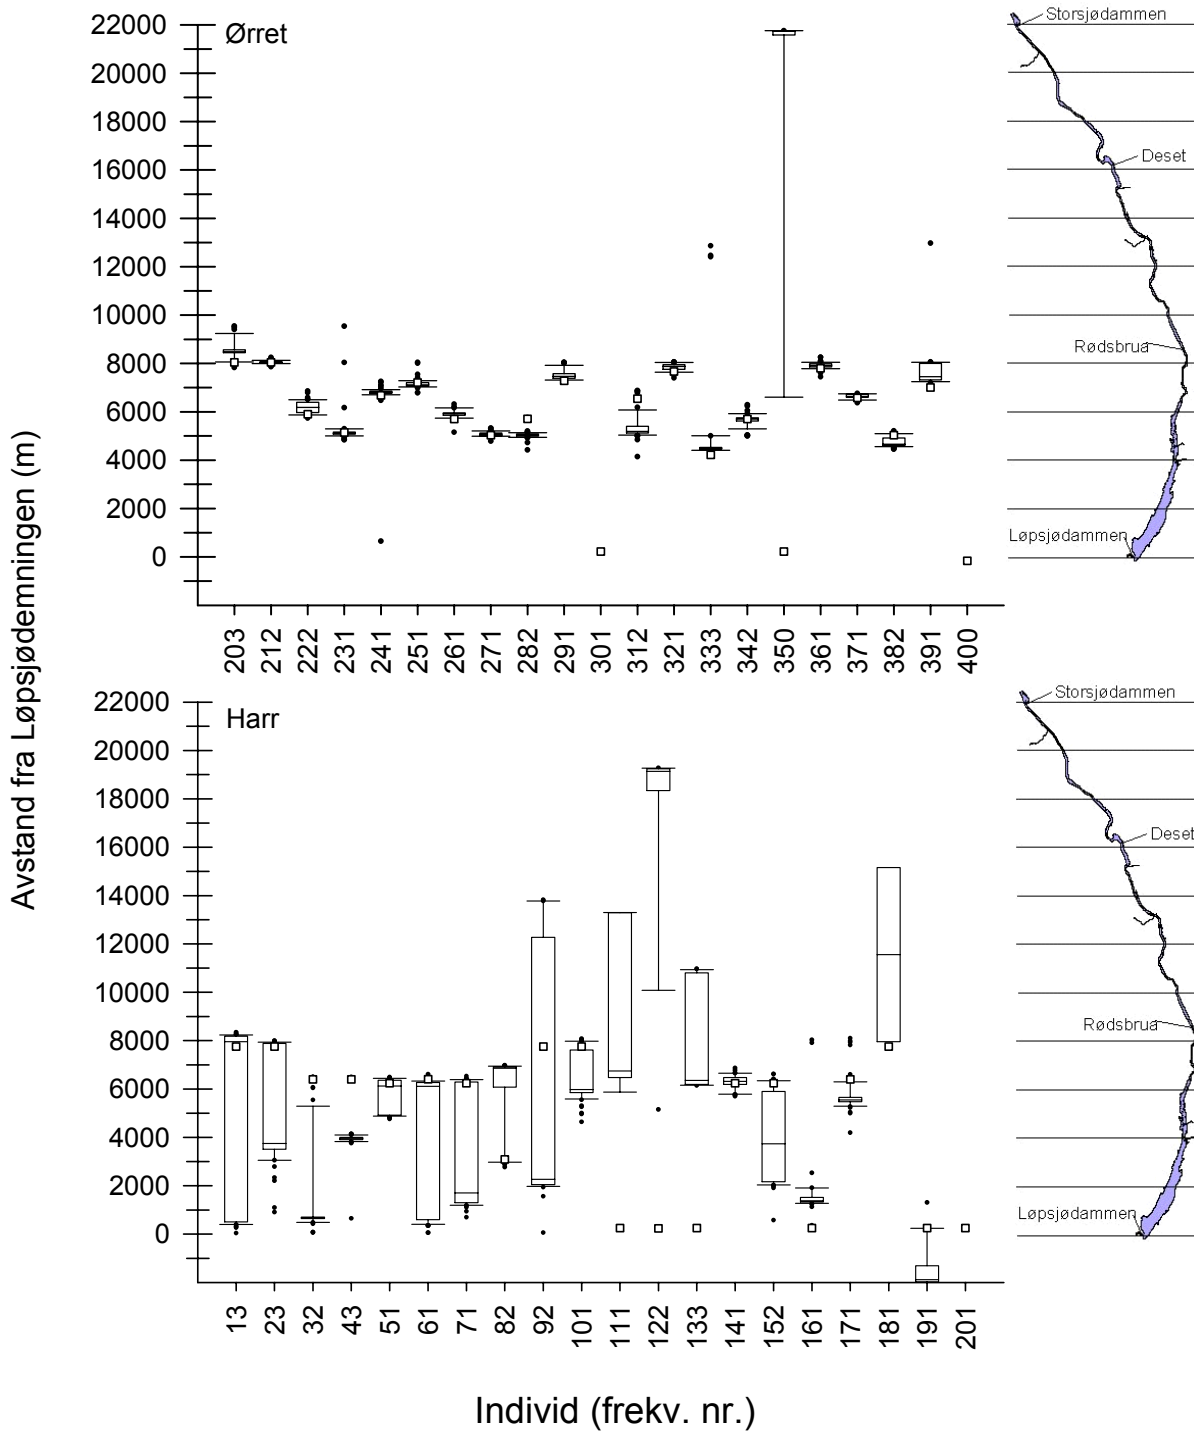 Ørret
22000
20000
18000
16000
14000
12000
10000
8000
6000
4000
2000
0
203 212 222 231 241 251 261 271 282 291 301 312 321 333 342 350 361 371 382 391 400
Storsjødammen
Deset
Rødsbrua
Løpsjødammen
Avstand fra Løpsjødemningen (m)
Harr
22000
20000
18000
16000
14000
12000
10000
8000
6000
4000
2000
0
13 23 32 43 51 61 71 82 92 101 111 122 133 141 152 161 171 181 191 201
Storsjødammen
Deset
Rødsbrua
Løpsjødammen
Individ (frekv. nr.)